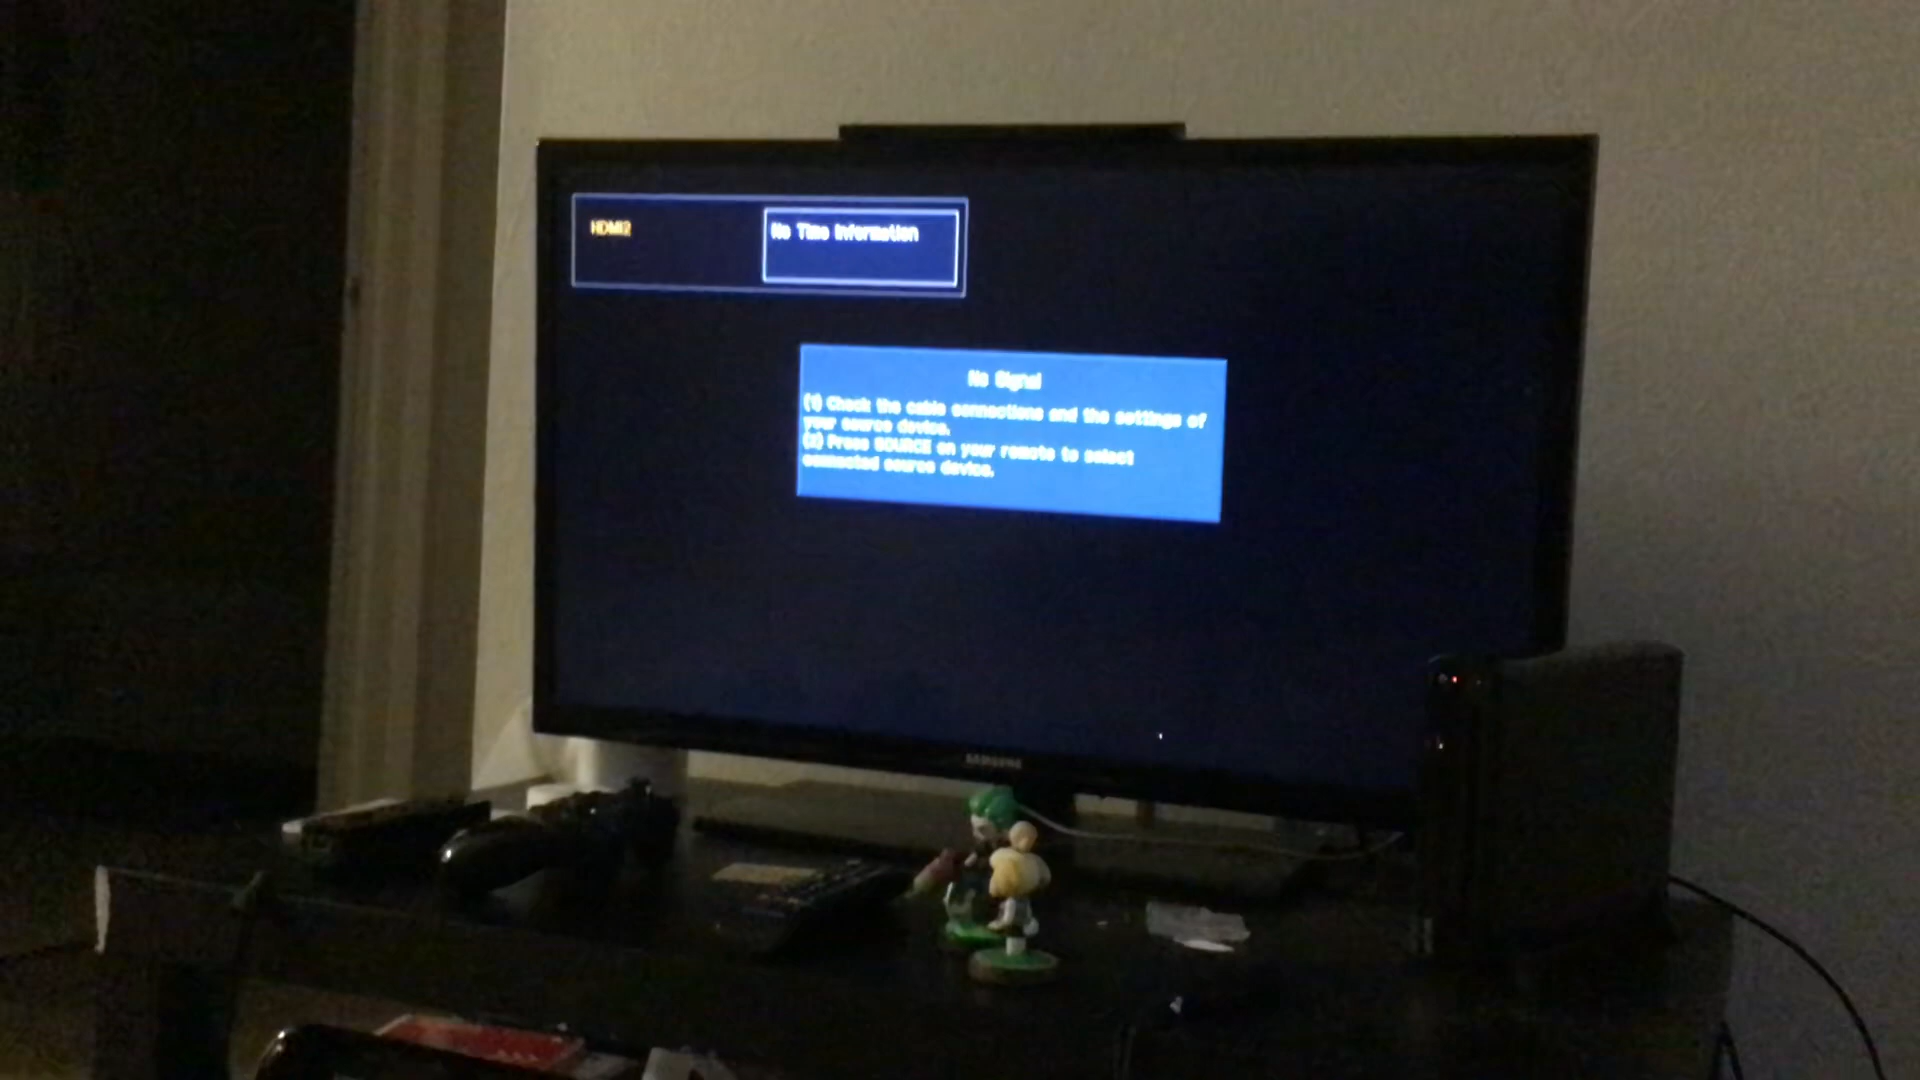 HDMI2
No Time Information
No Signal
(1) Check the cable connections and the settings of
your source device.
(2) Press SOURCE on your remote to select
connected source device.
SAMSUNG